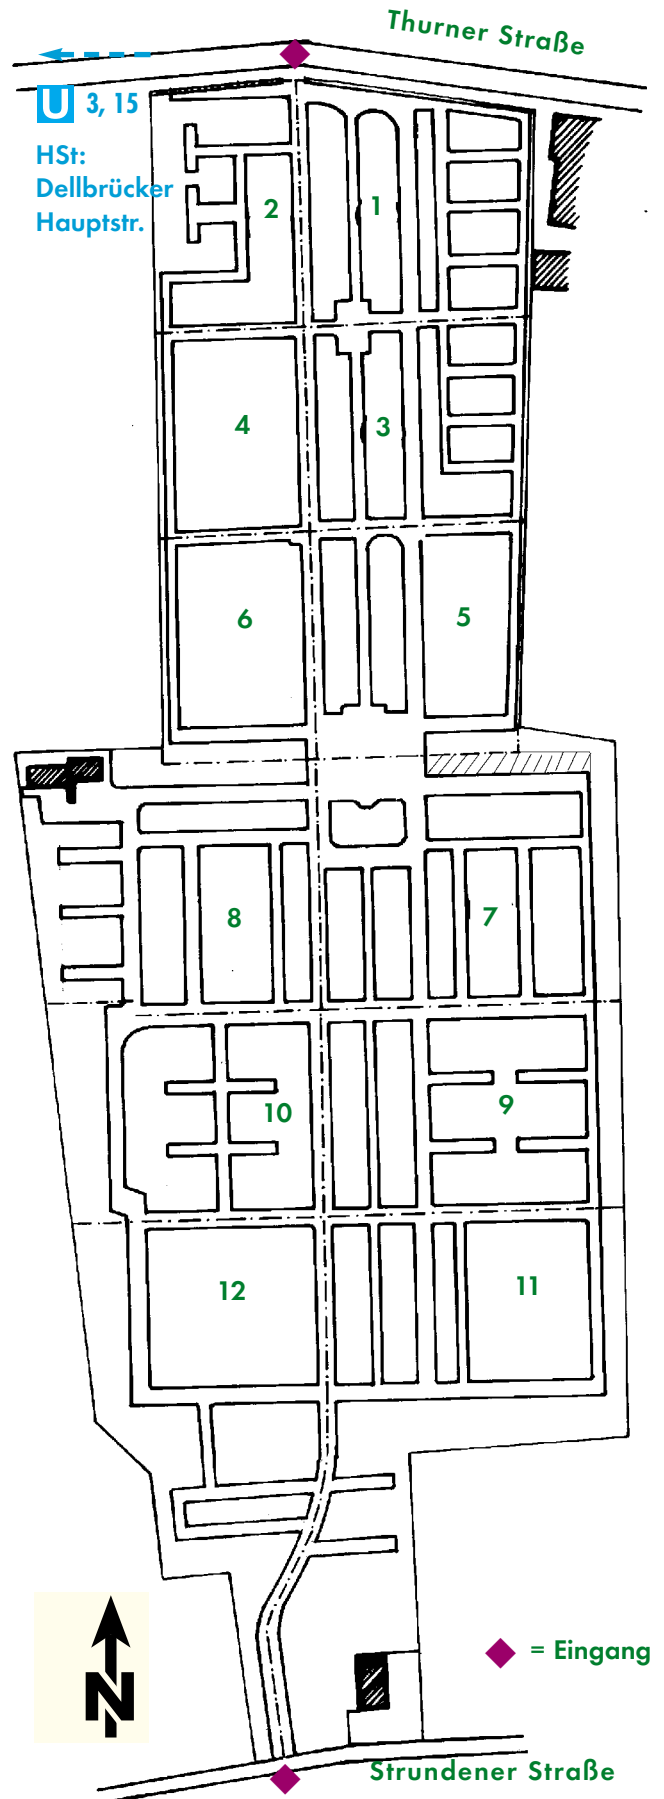 Thurner Straße
U 3, 15
HSt:
Dellbrücker
Hauptstr.
2
1
4
3
6
5
8
7
10
9
12
11
N
= Eingang
Strundener Straße